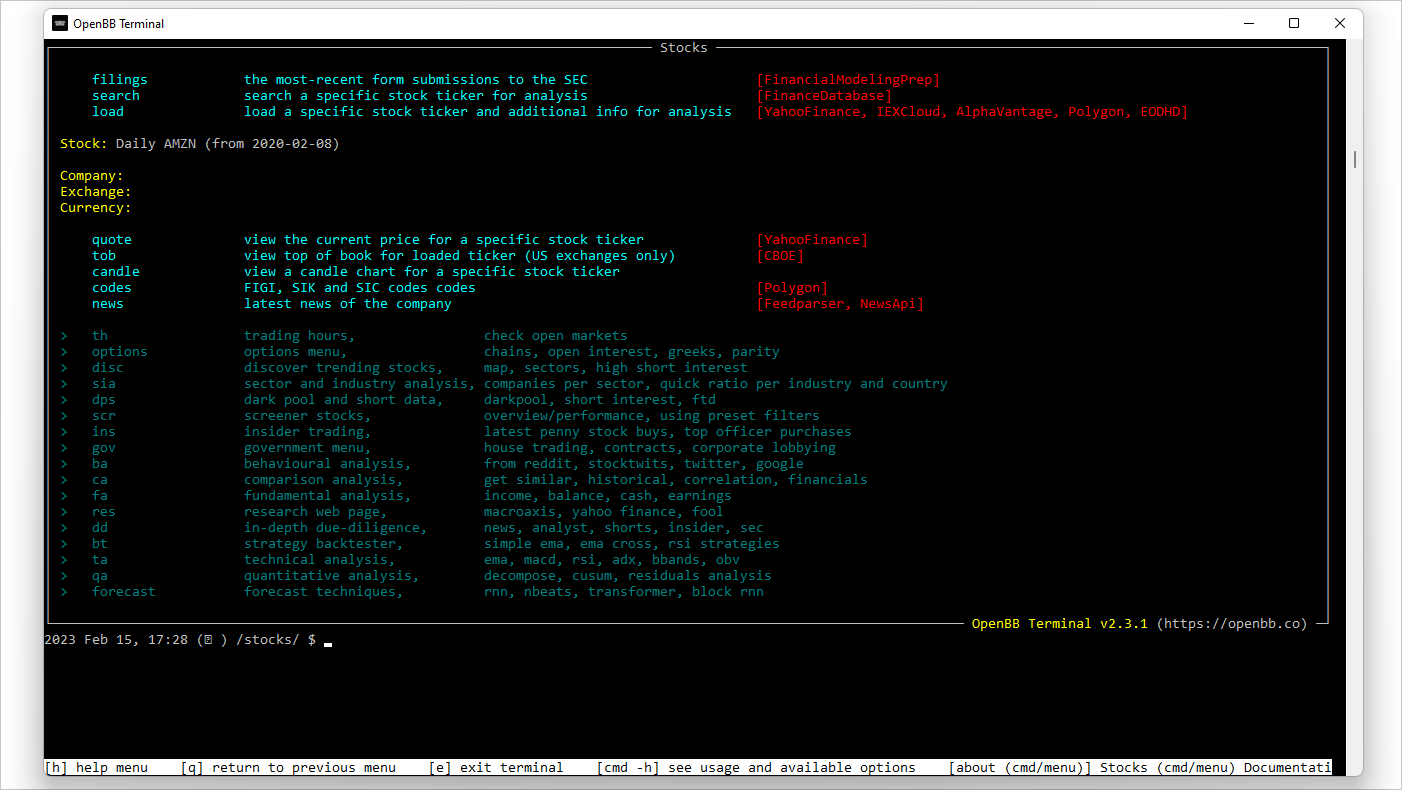 OpenBB Terminal
Stocks
filings the most-recent form submissions to the SEC [FinancialModelingPrep]
search search a specific stock ticker for analysis [FinanceDatabase]
load load a specific stock ticker and additional info for analysis [YahooFinance, IEXCloud, AlphaVantage, Polygon, EODHD]
Stock: Daily AMZN (from 2020-02-08)
Company:
Exchange:
Currency:
quote view the current price for a specific stock ticker [YahooFinance]
tob view top of book for loaded ticker (US exchanges only) [CBOE]
candle view a candle chart for a specific stock ticker
codes FIGI, SIK and SIC codes codes [Polygon]
news latest news of the company [Feedparser, NewsApi]
> th trading hours, check open markets
> options options menu, chains, open interest, greeks, parity
> disc discover trending stocks, map, sectors, high short interest
> sia sector and industry analysis, companies per sector, quick ratio per industry and country
> dps dark pool and short data, darkpool, short interest, ftd
> scr screener stocks, overview/performance, using preset filters
> ins insider trading, latest penny stock buys, top officer purchases
> gov government menu, house trading, contracts, corporate lobbying
> ba behavioural analysis, from reddit, stocktwits, twitter, google
> ca comparison analysis, get similar, historical, correlation, financials
> fa fundamental analysis, income, balance, cash, earnings
> res research web page, macroaxis, yahoo finance, fool
> dd in-depth due-diligence, news, analyst, shorts, insider, sec
> bt strategy backtester, simple ema, ema cross, rsi strategies
> ta technical analysis, ema, macd, rsi, adx, bbands, obv
> qa quantitative analysis, decompose, cusum, residuals analysis
> forecast forecast techniques, rnn, nbeats, transformer, block rnn
OpenBB Terminal v2.3.1 (https://openbb.co)
2023 Feb 15, 17:28 (⍰ ) /stocks/ $
[h] help menu [q] return to previous menu [e] exit terminal [cmd -h] see usage and available options [about (cmd/menu)] Stocks (cmd/menu) Documentati